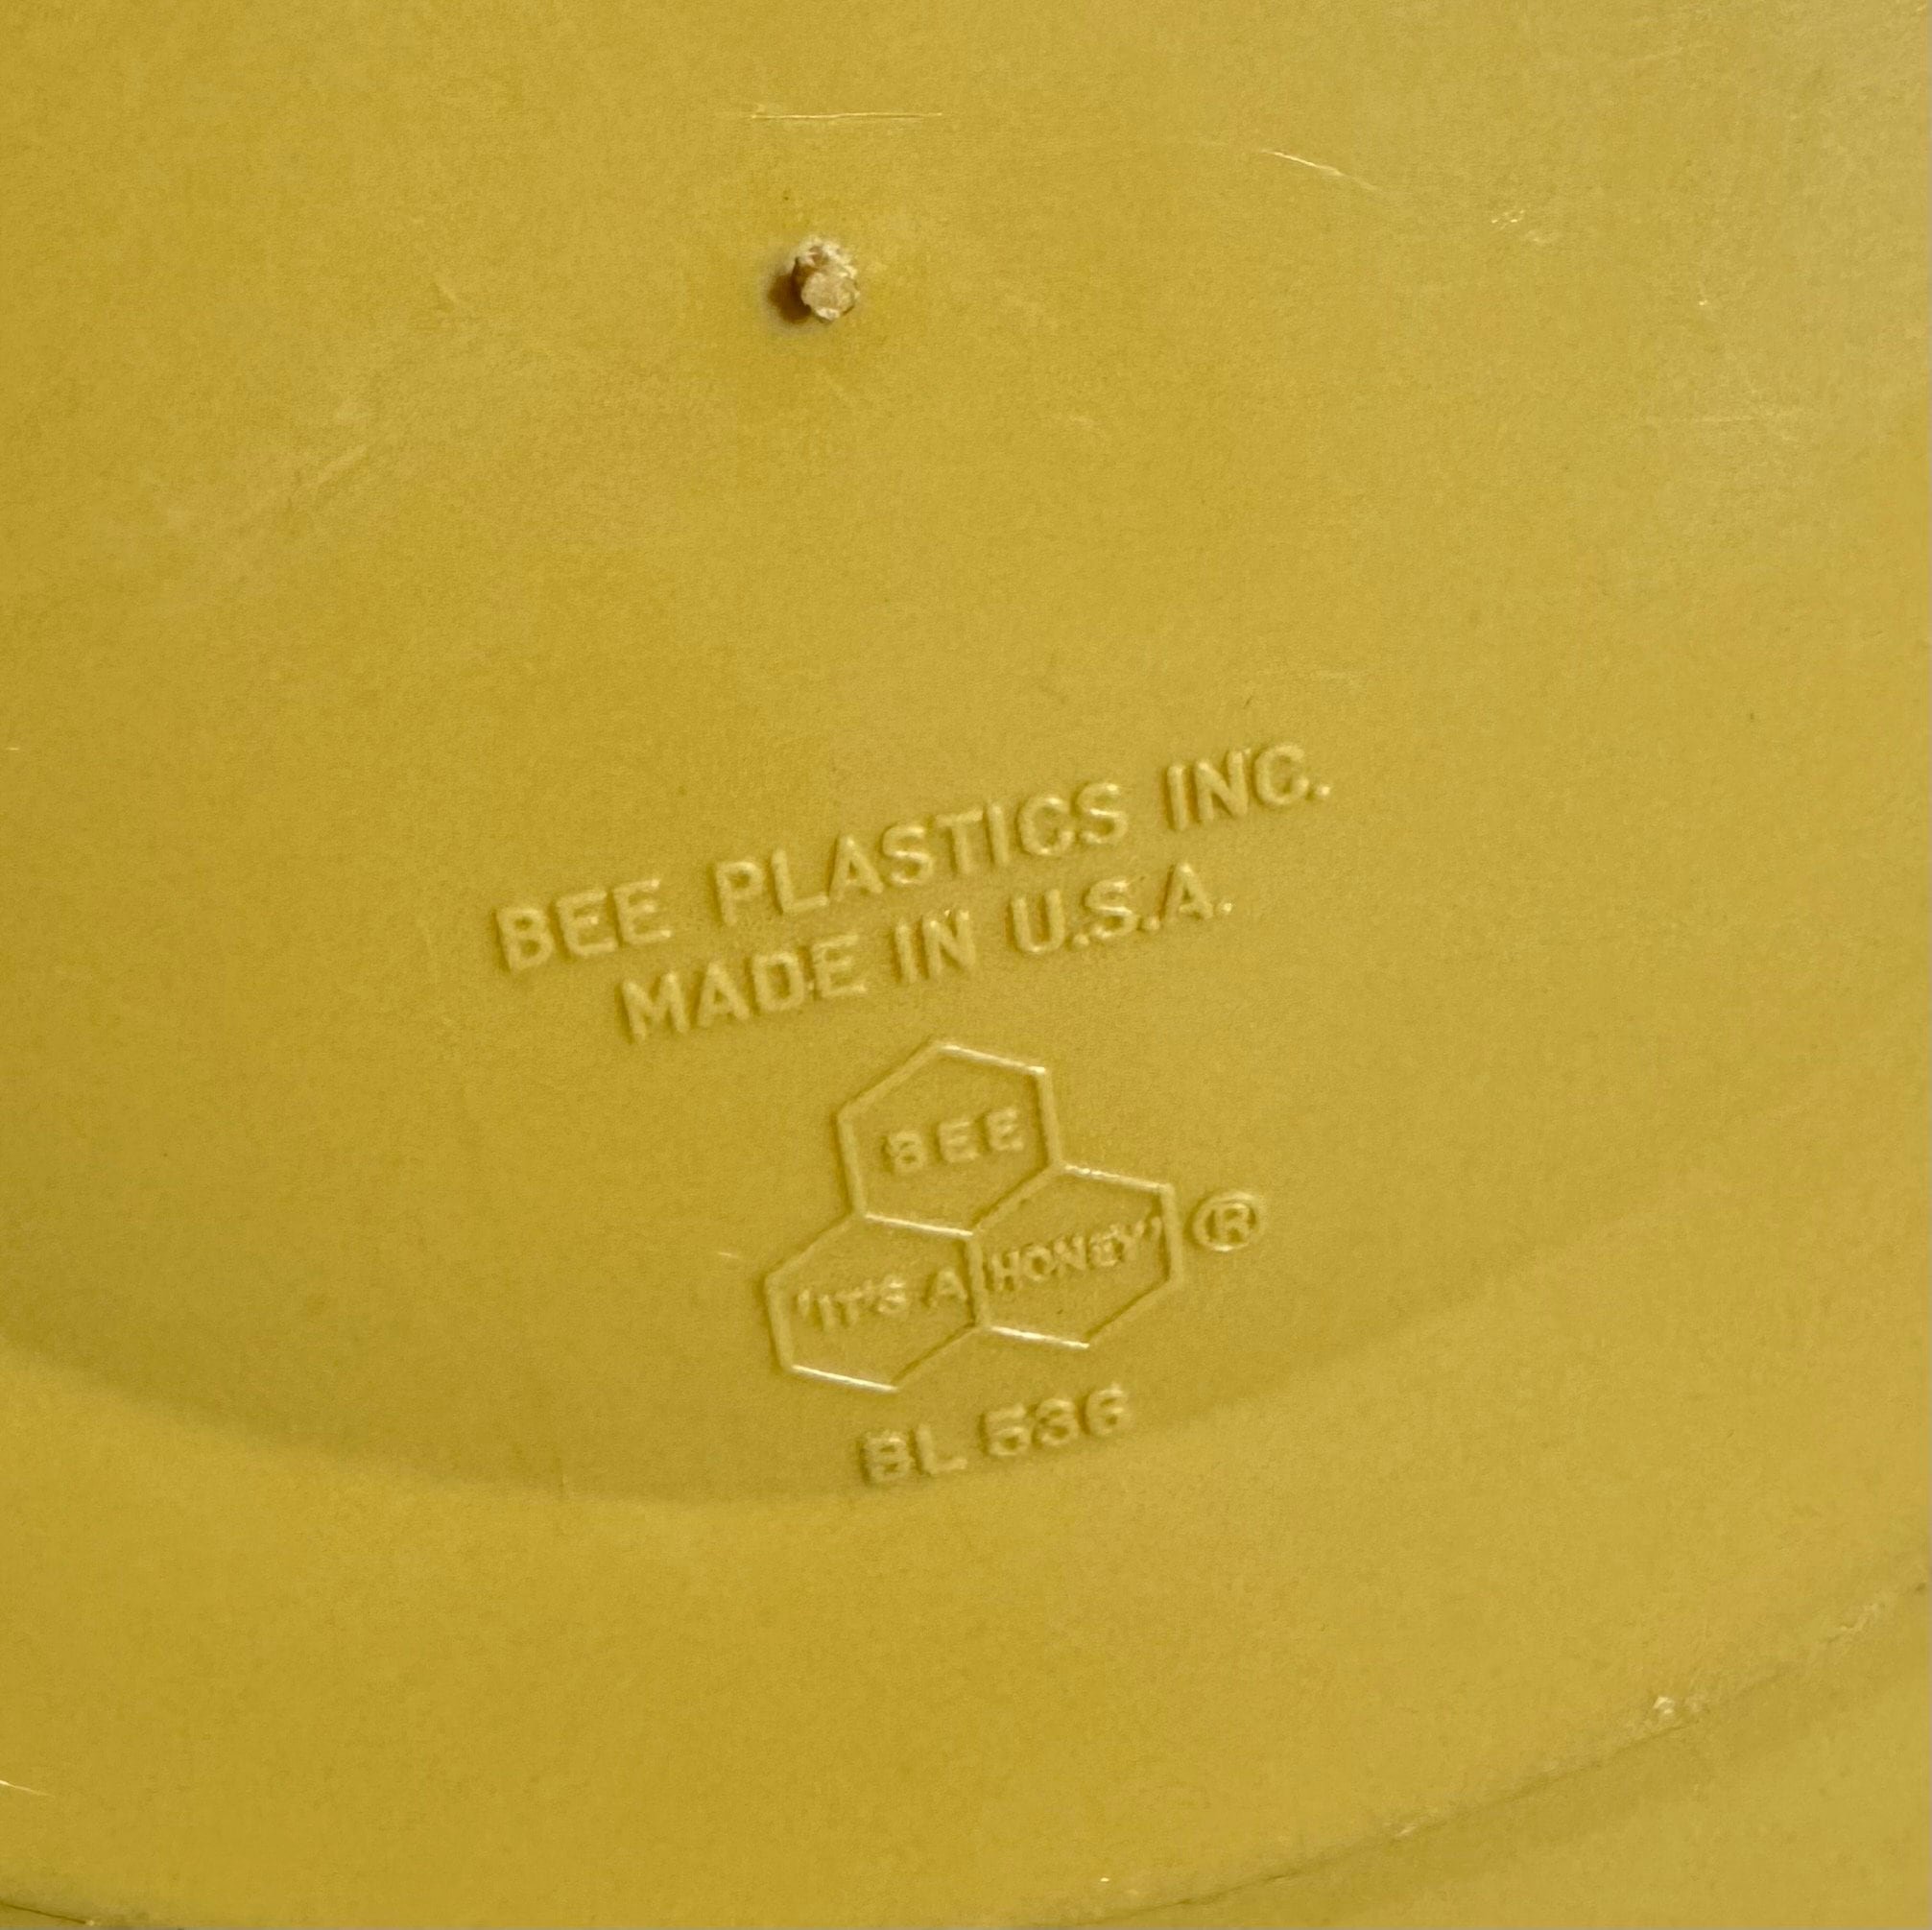 BEE PLASTICS INC.
MADE IN U.S.A.
BEE
'IT'S A HONEY' ®
BL 536